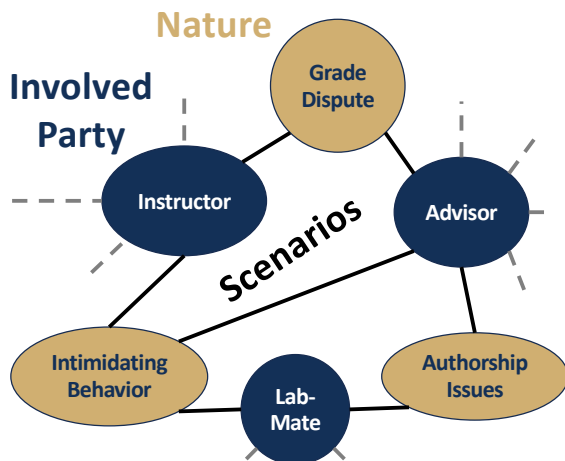 Nature
Grade
Dispute
Involved
Party
Instructor
Advisor
Scenarios
Intimidating
Behavior
Authorship
Issues
Lab-
Mate